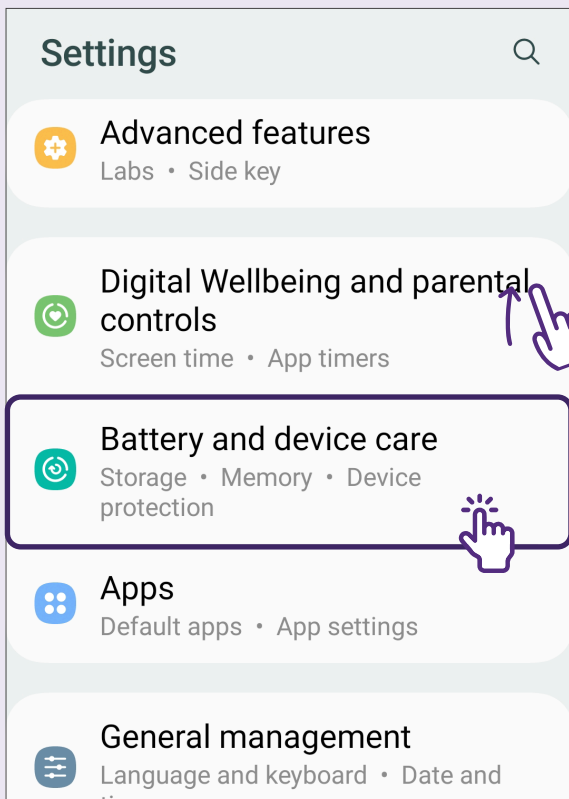 Settings
Advanced features
Labs • Side key
Digital Wellbeing and parental
controls
Screen time • App timers
Battery and device care
Storage • Memory • Device
protection
Apps
Default apps • App settings
General management
Language and keyboard • Date and